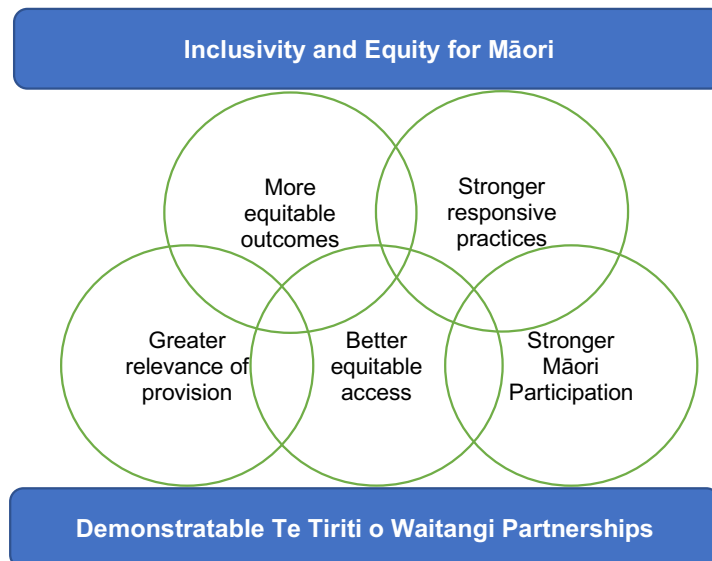 Inclusivity and Equity for Māori
More
equitable
outcomes
Stronger
responsive
practices
Greater
relevance of
provision
Better
equitable
access
Stronger
Māori
Participation
Demonstratable Te Tiriti o Waitangi Partnerships